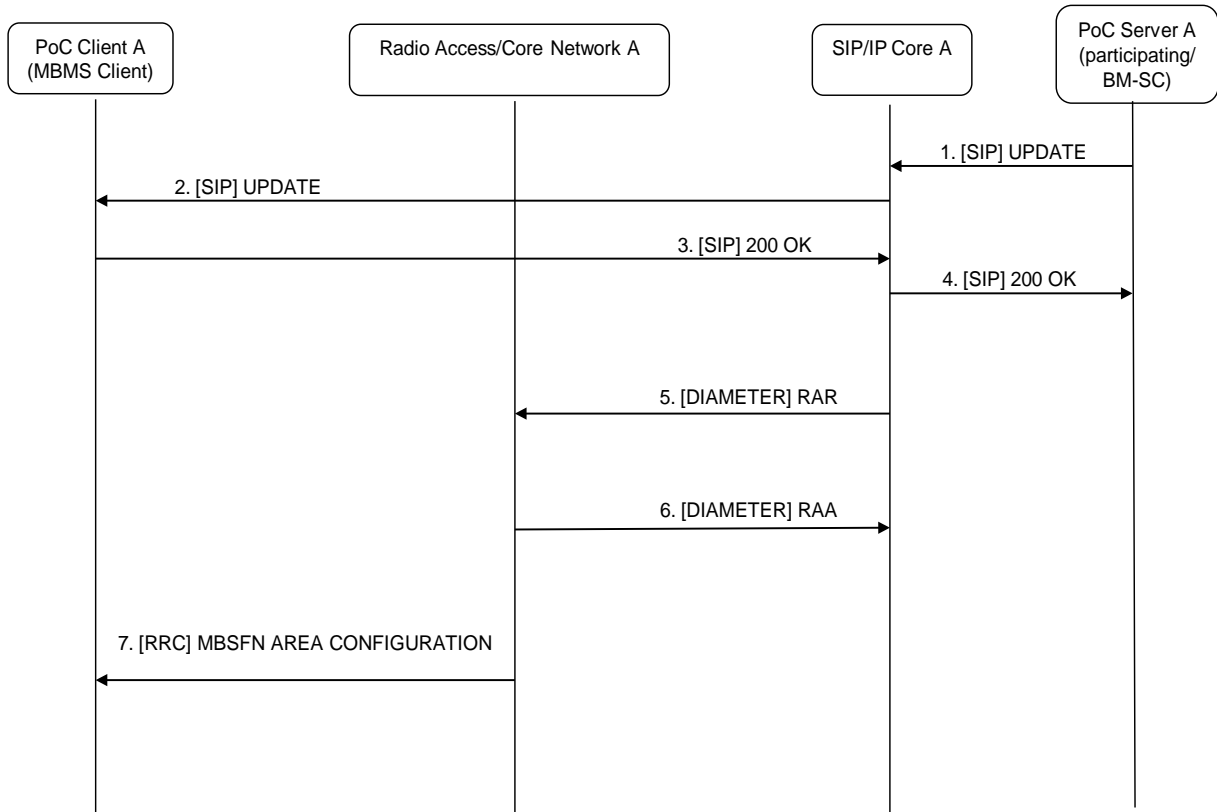 PoC Client A
(MBMS Client)
Radio Access/Core Network A
SIP/IP Core A
PoC Server A
(participating/
BM-SC)
1. [SIP] UPDATE
2. [SIP] UPDATE
3. [SIP] 200 OK
4. [SIP] 200 OK
5. [DIAMETER] RAR
6. [DIAMETER] RAA
7. [RRC] MBSFN AREA CONFIGURATION